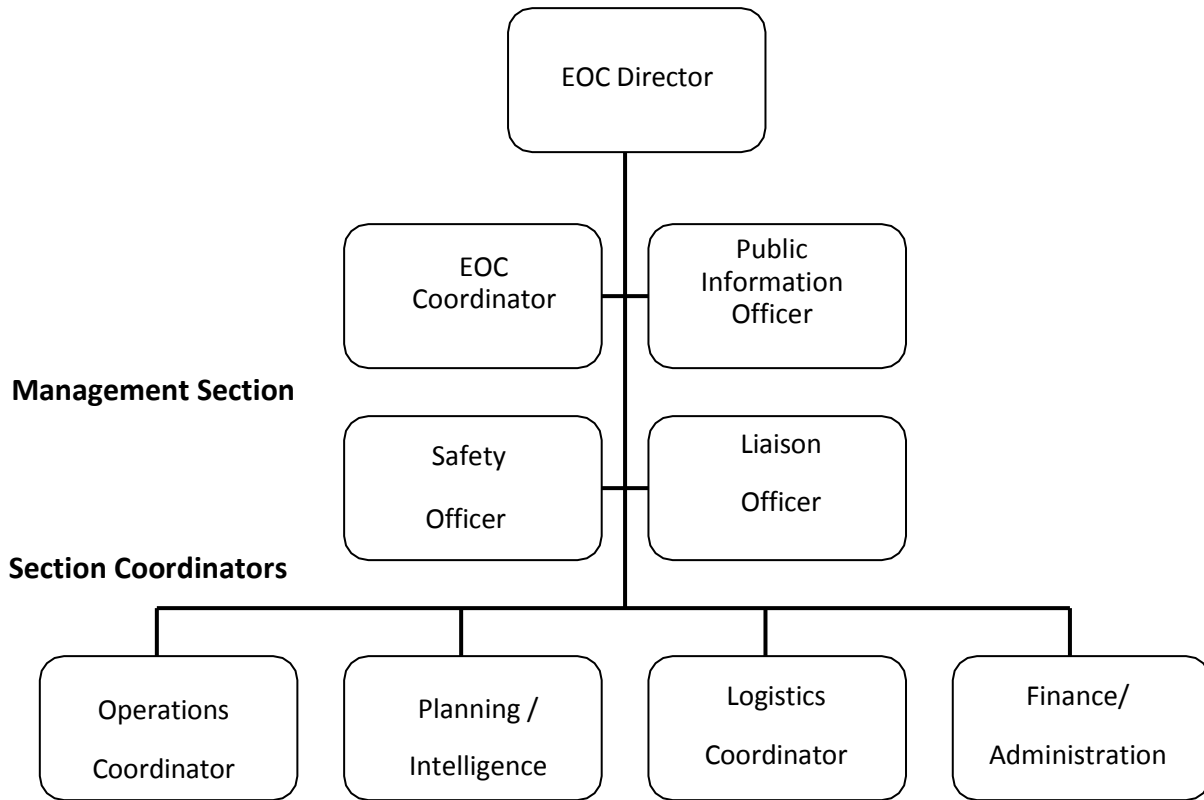 EOC Director
EOC
Coordinator
Public
Information
Officer
Management Section
Safety
Officer
Liaison
Officer
Section Coordinators
Operations
Coordinator
Planning /
Intelligence
Logistics
Coordinator
Finance/
Administration